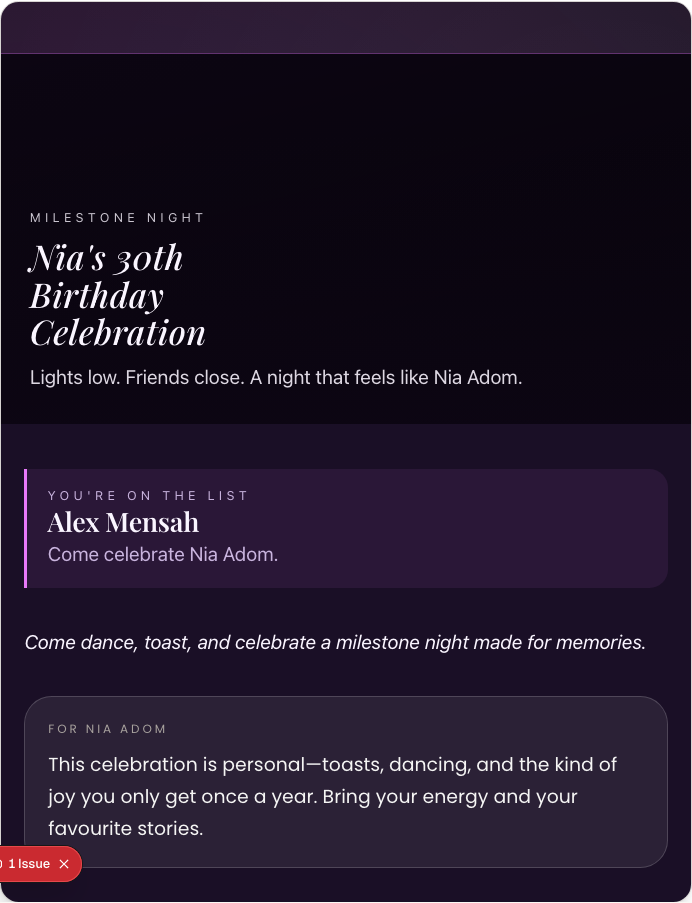 MILESTONE NIGHT
Nia's 30th
Birthday
Celebration
Lights low. Friends close. A night that feels like Nia Adom.
YOU'RE ON THE LIST
Alex Mensah
Come celebrate Nia Adom.
Come dance, toast, and celebrate a milestone night made for memories.
FOR NIA ADOM
This celebration is personal—toasts, dancing, and the kind of
joy you only get once a year. Bring your energy and your
favourite stories.
1 Issue